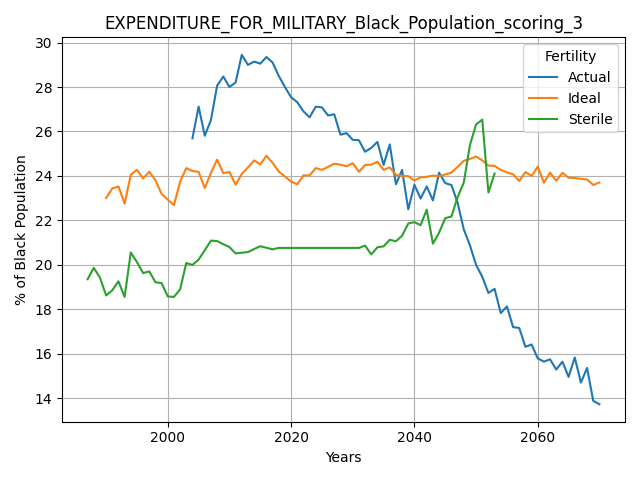 EXPENDITURE_FOR_MILITARY_Black_Population_scoring_3
Fertility
Actual
Ideal
Sterile
% of Black Population
30
28
26
24
22
20
18
16
14
2000
2020
2040
2060
Years